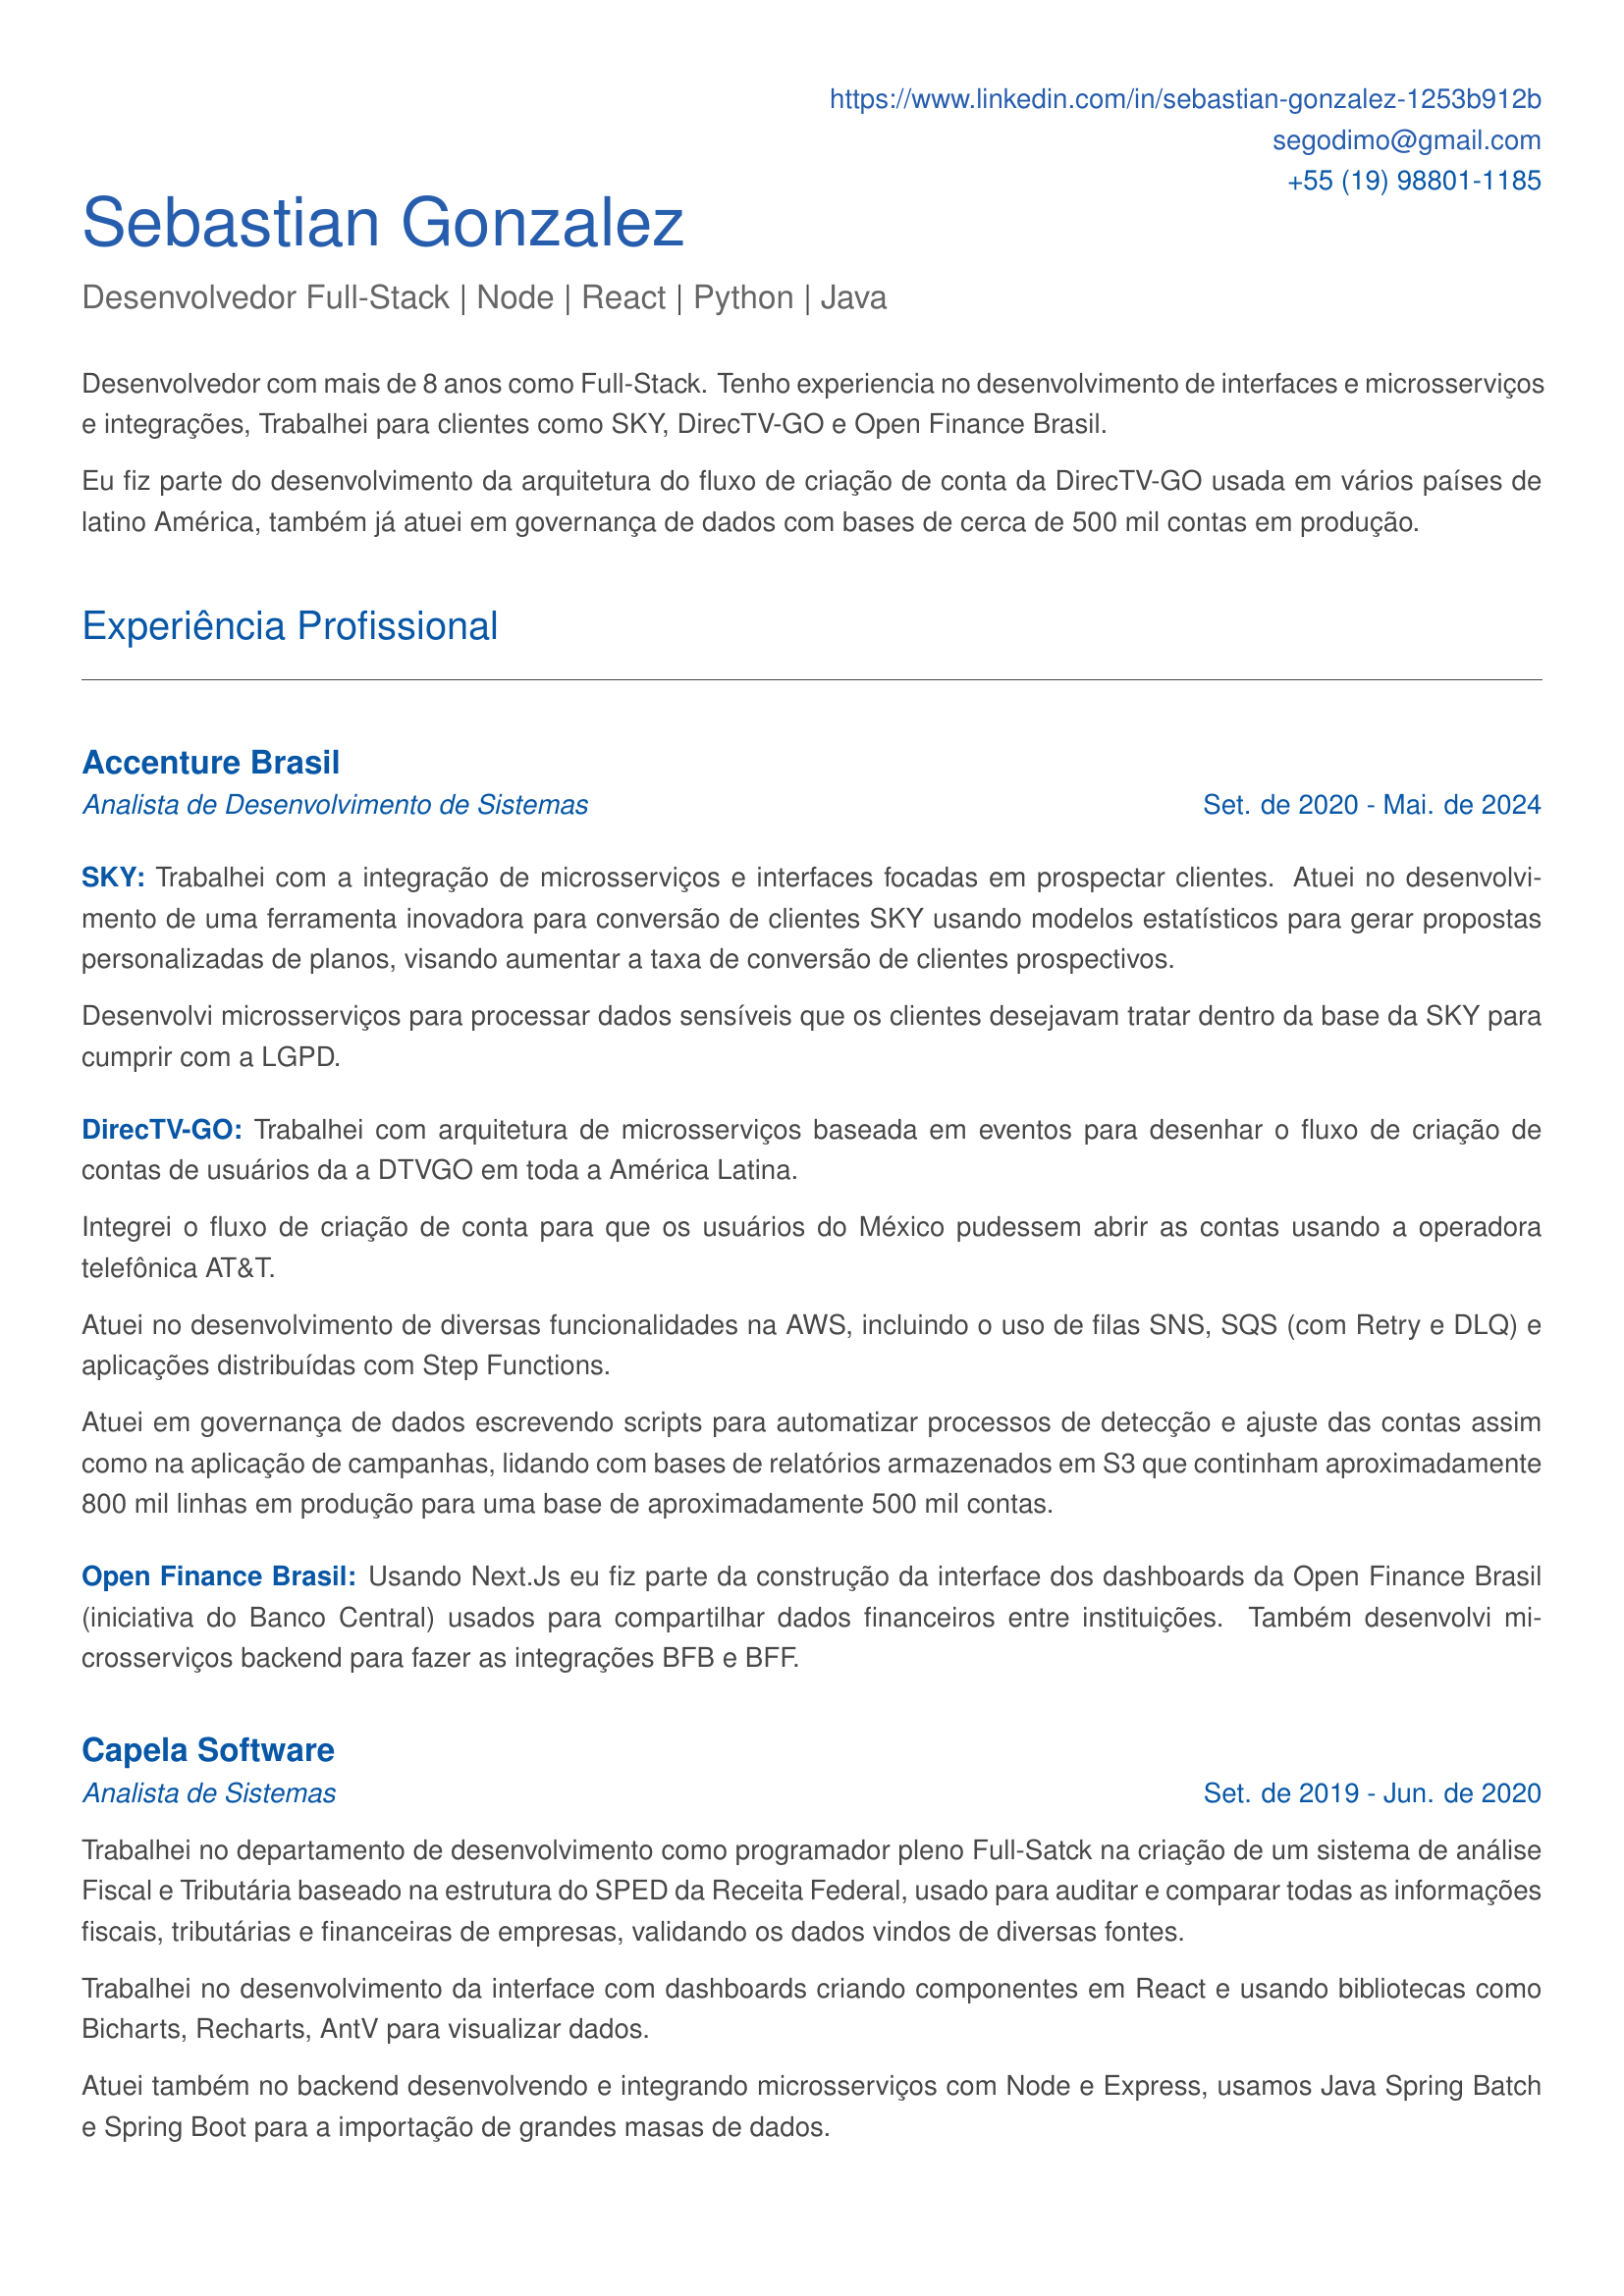 https://www.linkedin.com/in/sebastian-gonzalez-1253b912b
segodimo@gmail.com
+55 (19) 98801-1185
Sebastian Gonzalez
Desenvolvedor Full-Stack | Node | React | Python | Java
Desenvolvedor com mais de 8 anos como Full-Stack. Tenho experiencia no desenvolvimento de interfaces e microsserviços
e integrações, Trabalhei para clientes como SKY, DirecTV-GO e Open Finance Brasil.
Eu fiz parte do desenvolvimento da arquitetura do fluxo de criação de conta da DirecTV-GO usada em vários países de
latino América, também já atuei em governança de dados com bases de cerca de 500 mil contas em produção.
Experiência Profissional
Accenture Brasil
Analista de Desenvolvimento de Sistemas Set. de 2020 - Mai. de 2024
SKY: Trabalhei com a integração de microsserviços e interfaces focadas em prospectar clientes. Atuei no desenvolvi-
mento de uma ferramenta inovadora para conversão de clientes SKY usando modelos estatísticos para gerar propostas
personalizadas de planos, visando aumentar a taxa de conversão de clientes prospectivos.
Desenvolvi microsserviços para processar dados sensíveis que os clientes desejavam tratar dentro da base da SKY para
cumprir com a LGPD.
DirecTV-GO: Trabalhei com arquitetura de microsserviços baseada em eventos para desenhar o fluxo de criação de
contas de usuários da a DTVGO em toda a América Latina.
Integrei o fluxo de criação de conta para que os usuários do México pudessem abrir as contas usando a operadora
telefônica AT&T.
Atuei no desenvolvimento de diversas funcionalidades na AWS, incluindo o uso de filas SNS, SQS (com Retry e DLQ) e
aplicações distribuídas com Step Functions.
Atuei em governança de dados escrevendo scripts para automatizar processos de detecção e ajuste das contas assim
como na aplicação de campanhas, lidando com bases de relatórios armazenados em S3 que continham aproximadamente
800 mil linhas em produção para uma base de aproximadamente 500 mil contas.
Open Finance Brasil: Usando Next.Js eu fiz parte da construção da interface dos dashboards da Open Finance Brasil
(iniciativa do Banco Central) usados para compartilhar dados financeiros entre instituições. Também desenvolvi mi-
crosserviços backend para fazer as integrações BFB e BFF.
Capela Software
Analista de Sistemas Set. de 2019 - Jun. de 2020
Trabalhei no departamento de desenvolvimento como programador pleno Full-Satck na criação de um sistema de análise
Fiscal e Tributária baseado na estrutura do SPED da Receita Federal, usado para auditar e comparar todas as informações
fiscais, tributárias e financeiras de empresas, validando os dados vindos de diversas fontes.
Trabalhei no desenvolvimento da interface com dashboards criando componentes em React e usando bibliotecas como
Bicharts, Recharts, AntV para visualizar dados.
Atuei também no backend desenvolvendo e integrando microsserviços com Node e Express, usamos Java Spring Batch
e Spring Boot para a importação de grandes masas de dados.